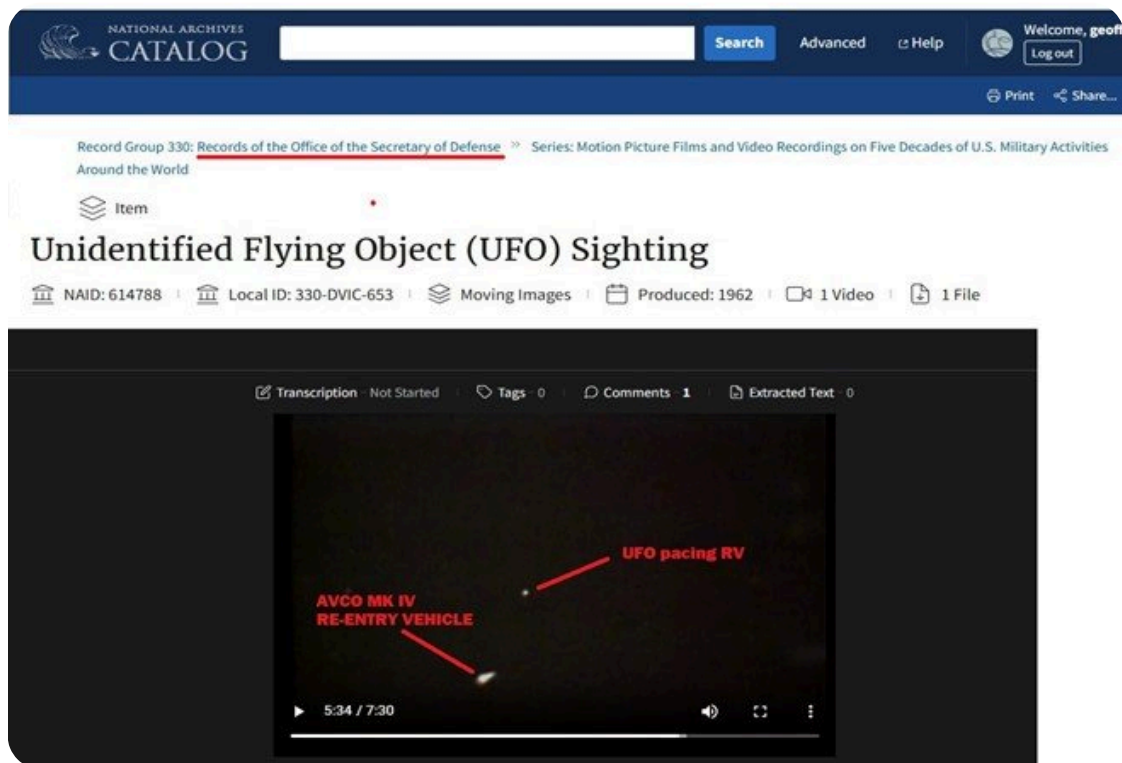 NATIONAL ARCHIVES
CATALOG
Search
Advanced
Help
Welcome, geoff
Log out
Print
Share...
Record Group 330: Records of the Office of the Secretary of Defense » Series: Motion Picture Films and Video Recordings on Five Decades of U.S. Military Activities
Around the World
Item
Unidentified Flying Object (UFO) Sighting
NAID: 614788
Local ID: 330-DVIC-653
Moving Images
Produced: 1962
1 Video
1 File
Transcription - Not Started
Tags - 0
Comments - 1
Extracted Text - 0
UFO pacing RV
AVCO MK IV
RE-ENTRY VEHICLE
5:34 / 7:30